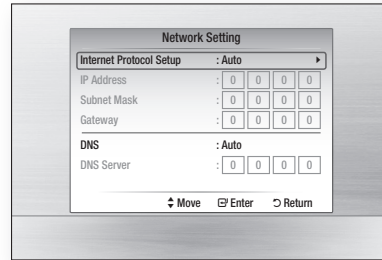 Network Setting
Internet Protocol Setup : Auto
IP Address : 0 0 0 0
Subnet Mask : 0 0 0 0
Gateway : 0 0 0 0
DNS : Auto
DNS Server : 0 0 0 0
Move Enter Return